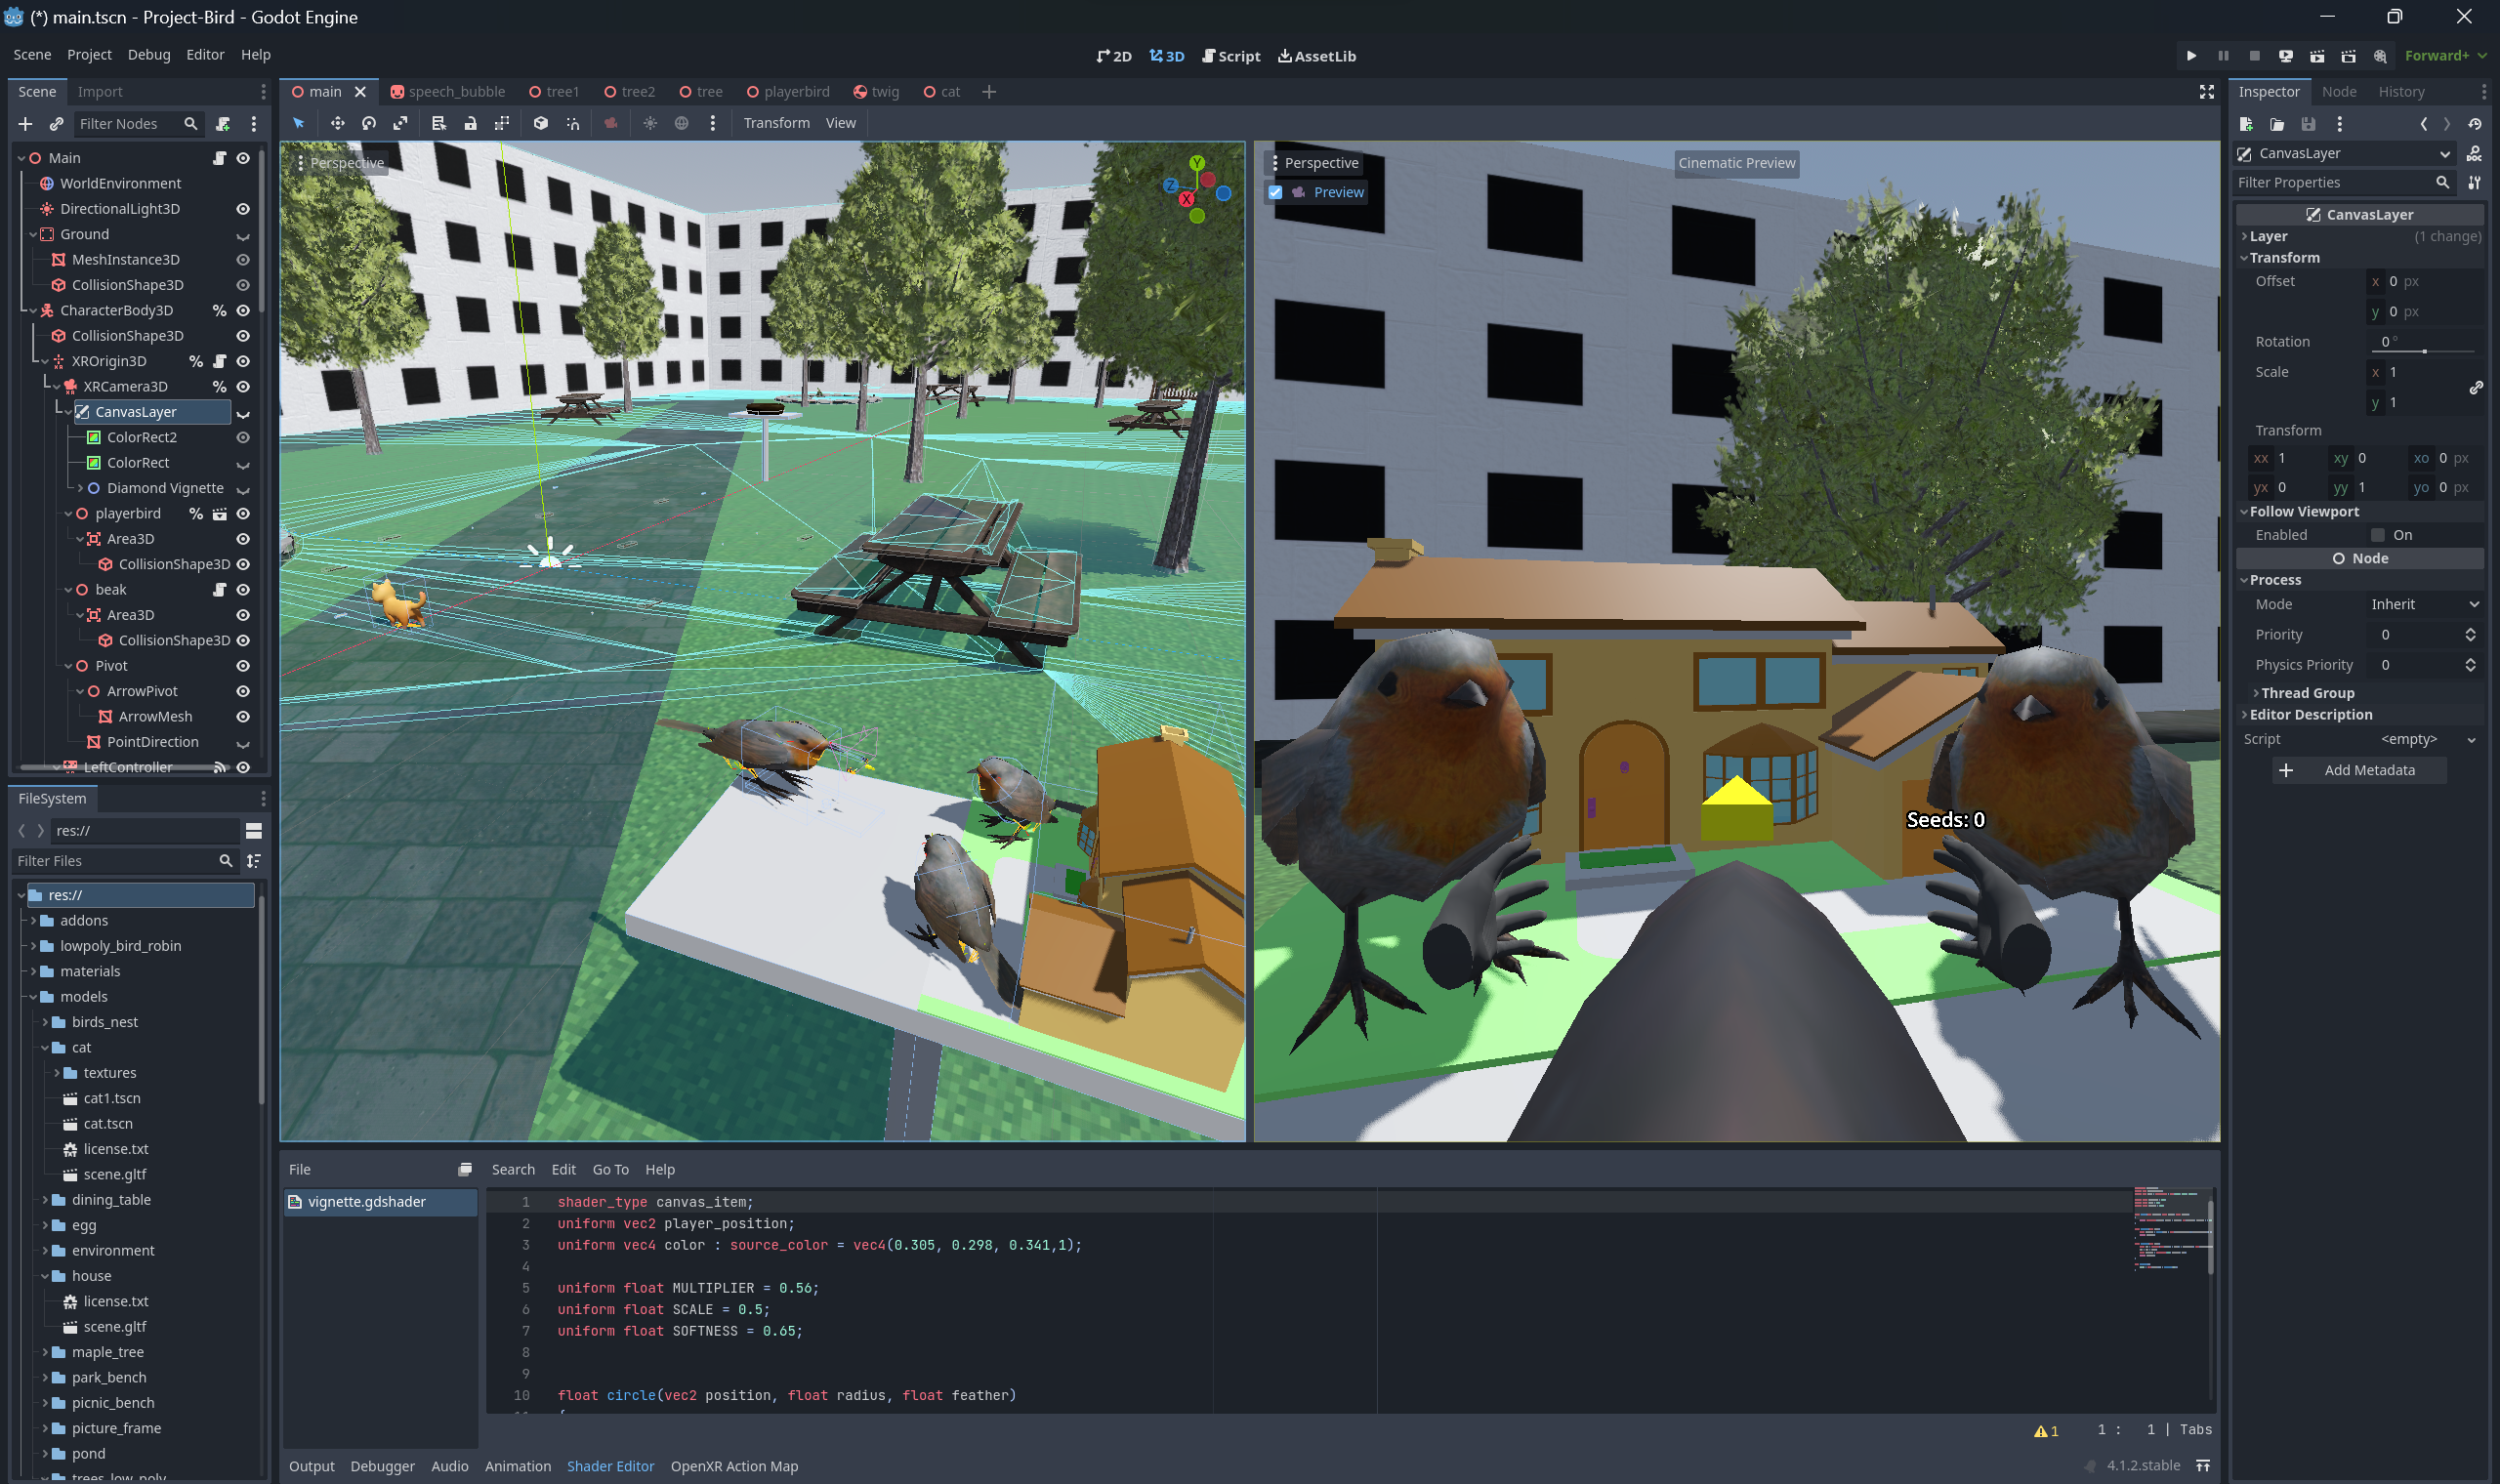 (*) main.tscn - Project-Bird - Godot Engine
Scene Project Debug Editor Help
2D 3D Script AssetLib
Forward+
Scene Import
Filter Nodes
Main
WorldEnvironment
DirectionalLight3D
Ground
MeshInstance3D
CollisionShape3D
CharacterBody3D
CollisionShape3D
XROrigin3D
XRCamera3D
CanvasLayer
ColorRect2
ColorRect
Diamond Vignette
playerbird
Area3D
CollisionShape3D
beak
Area3D
CollisionShape3D
Pivot
ArrowPivot
ArrowMesh
PointDirection
LeftController
FileSystem
res://
Filter Files
res://
addons
lowpoly_bird_robin
materials
models
birds_nest
cat
textures
cat1.tscn
cat.tscn
license.txt
scene.gltf
dining_table
egg
environment
house
license.txt
scene.gltf
maple_tree
park_bench
picnic_bench
picture_frame
pond
trees_low_poly
main speech_bubble tree1 tree2 tree playerbird twig cat
Transform View
Perspective
Y
Z
X
Perspective
Cinematic Preview
Preview
Seeds: 0
File
Search Edit Go To Help
vignette.gdshader
1 shader_type canvas_item;
2 uniform vec2 player_position;
3 uniform vec4 color : source_color = vec4(0.305, 0.298, 0.341,1);
4
5 uniform float MULTIPLIER = 0.56;
6 uniform float SCALE = 0.5;
7 uniform float SOFTNESS = 0.65;
8
9
10 float circle(vec2 position, float radius, float feather)
1 1 : 1 | Tabs
Output Debugger Audio Animation Shader Editor OpenXR Action Map
4.1.2.stable
Inspector Node History
CanvasLayer
Filter Properties
CanvasLayer
Layer (1 change)
Transform
Offset x 0 px
y 0 px
Rotation 0 °
Scale x 1
y 1
Transform
xx 1 xy 0 xo 0 px
yx 0 yy 1 yo 0 px
Follow Viewport
Enabled On
Node
Process
Mode Inherit
Priority 0
Physics Priority 0
Thread Group
Editor Description
Script <empty>
Add Metadata